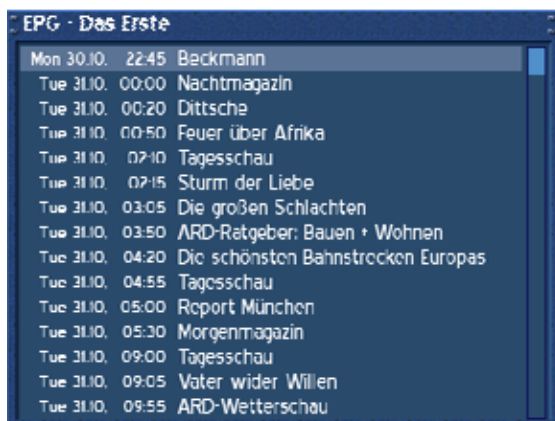 EPG - Das Erste
Mon 30.10. 22:45 Beckmann
Tue 31.10. 00:00 Nachtmagazin
Tue 31.10. 00:20 Dittsche
Tue 31.10. 00:50 Feuer über Afrika
Tue 31.10. 02:10 Tagesschau
Tue 31.10. 02:15 Sturm der Liebe
Tue 31.10. 03:05 Die großen Schlachten
Tue 31.10. 03:50 ARD-Ratgeber: Bauen + Wohnen
Tue 31.10. 04:20 Die schönsten Bahnstrecken Europas
Tue 31.10. 04:55 Tagesschau
Tue 31.10. 05:00 Report München
Tue 31.10. 05:30 Morgenmagazin
Tue 31.10. 09:00 Tagesschau
Tue 31.10. 09:05 Vater wider Willen
Tue 31.10. 09:55 ARD-Wetterschau